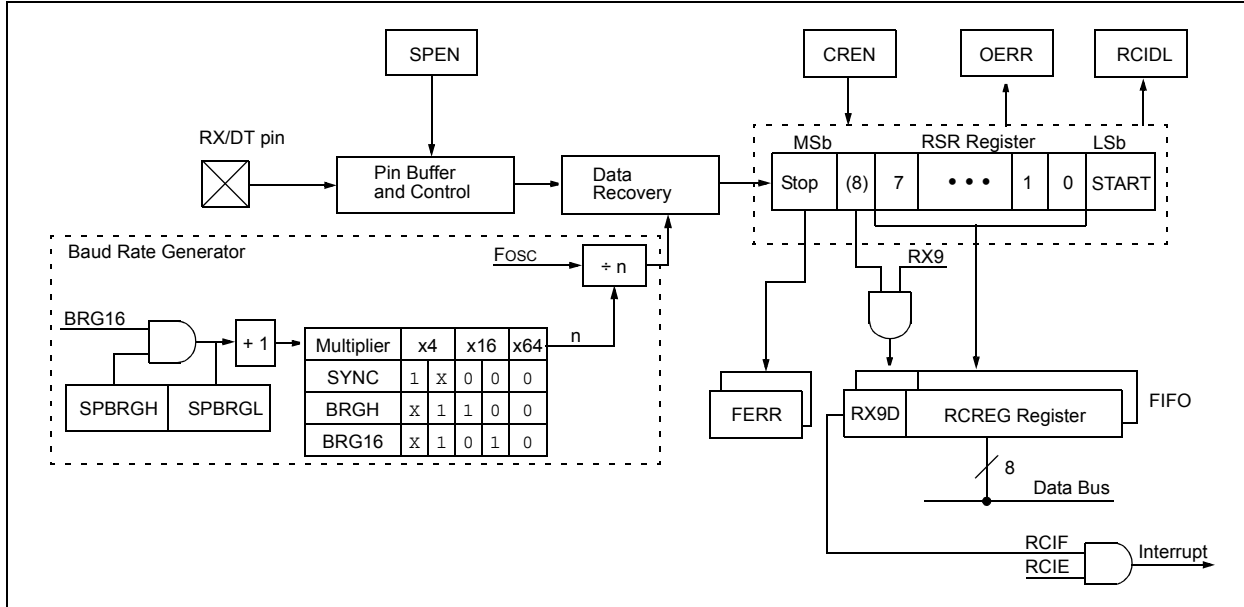 SPEN
CREN
OERR
RCIDL
RX/DT pin
MSb
RSR Register
LSb
Pin Buffer
and Control
Data
Recovery
Stop
(8)
7
• • •
1
0
START
Baud Rate Generator
FOSC
÷ n
RX9
BRG16
+ 1
n
Multiplier x4 x16 x64
SYNC 1 X 0 0 0
BRGH X 1 1 0 0
BRG16 X 1 0 1 0
SPBRGH
SPBRGL
FERR
RX9D
RCREG Register
FIFO
8
Data Bus
RCIF
RCIE
Interrupt